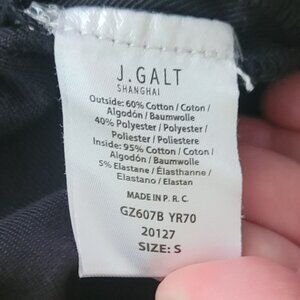 J.GALT
SHANGHAI
Outside: 60% Cotton / Coton /
Algodón / Baumwolle
40% Polyester / Polyester /
Poliester / Poliestere
Inside: 95% Cotton / Coton /
Algodón / Baumwolle
5% Elastane / Élasthanne /
Elastano / Elastan
MADE IN P. R. C.
GZ607B YR70
20127
SIZE: S